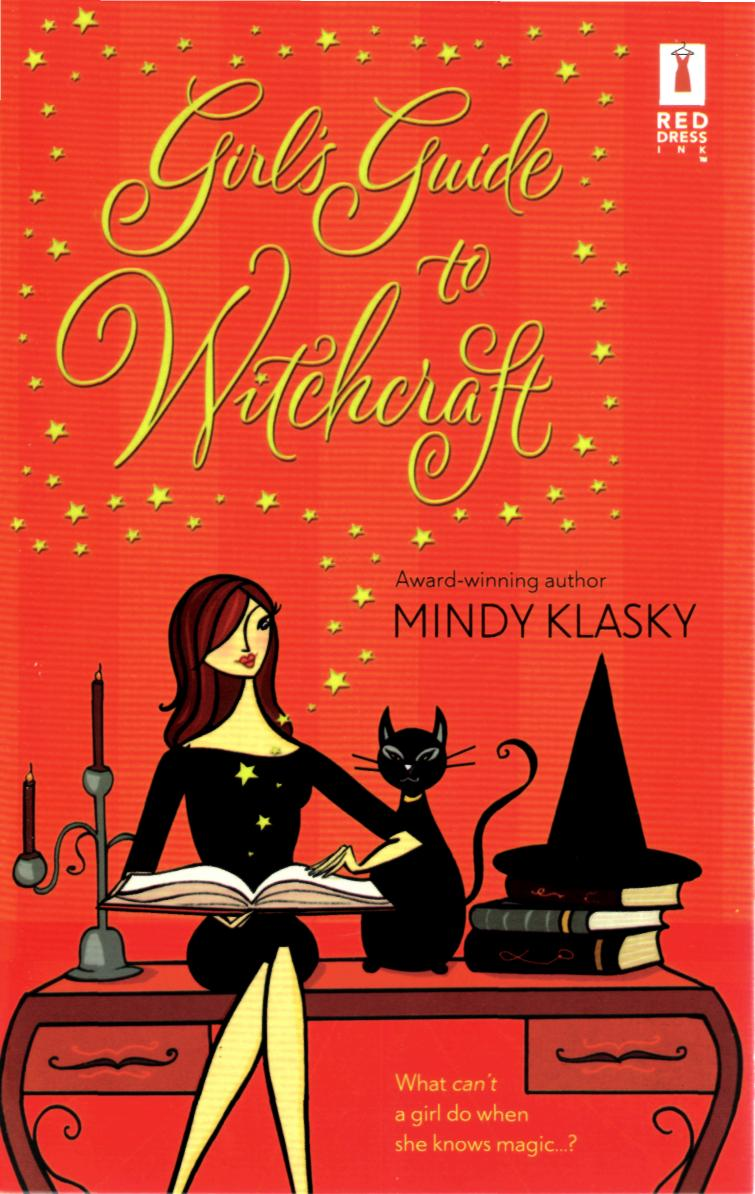 Girl's Guide
to
Witchcraft
RED
DRESS
INK
™
Award-winning author
MINDY KLASKY
What can't
a girl do when
she knows magic...?